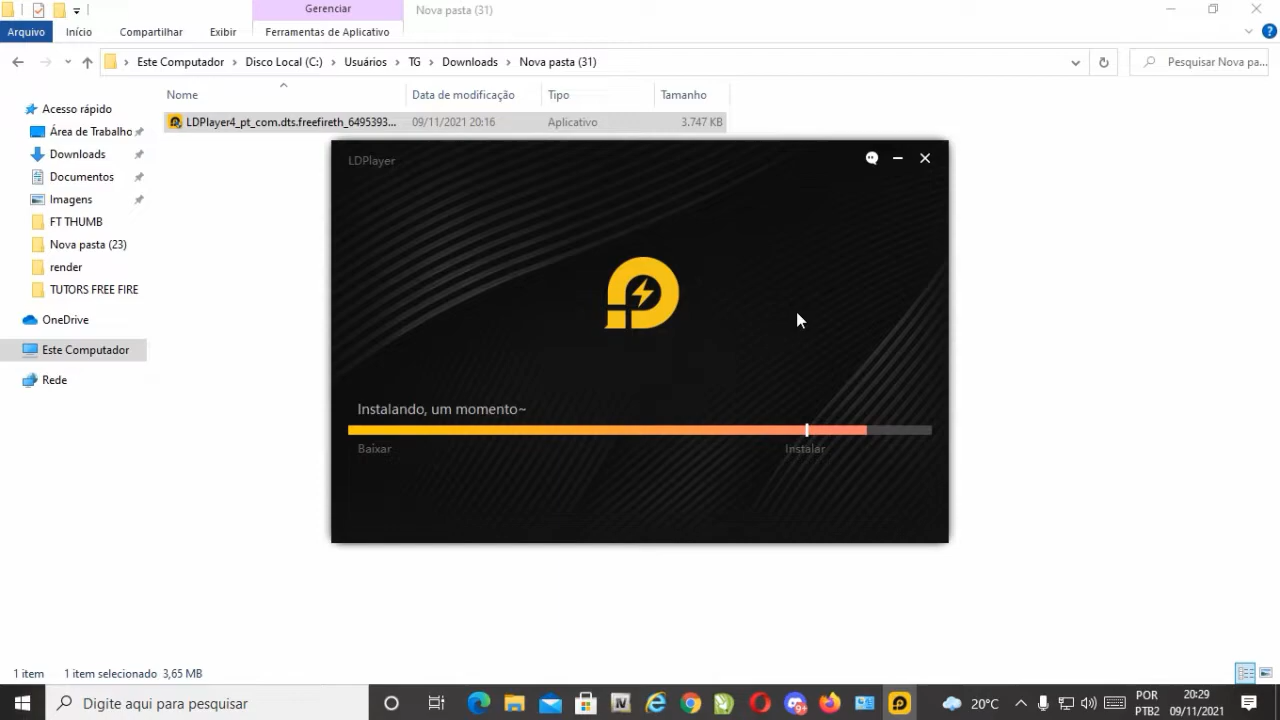 Gerenciar
Nova pasta (31)
Arquivo
Início
Compartilhar
Exibir
Ferramentas de Aplicativo
Este Computador
Disco Local (C:)
Usuários
TG
Downloads
Nova pasta (31)
Pesquisar Nova pa...
Nome
Data de modificação
Tipo
Tamanho
LDPlayer4_pt_com.dts.freefireth_6495393...
09/11/2021 20:16
Aplicativo
3.747 KB
Acesso rápido
Área de Trabalho
Downloads
Documentos
Imagens
FT THUMB
Nova pasta (23)
render
TUTORS FREE FIRE
OneDrive
Este Computador
Rede
LDPlayer
Instalando, um momento~
Baixar
Instalar
1 item
1 item selecionado 3,65 MB
Digite aqui para pesquisar
20°C
POR
PTB2
20:29
09/11/2021